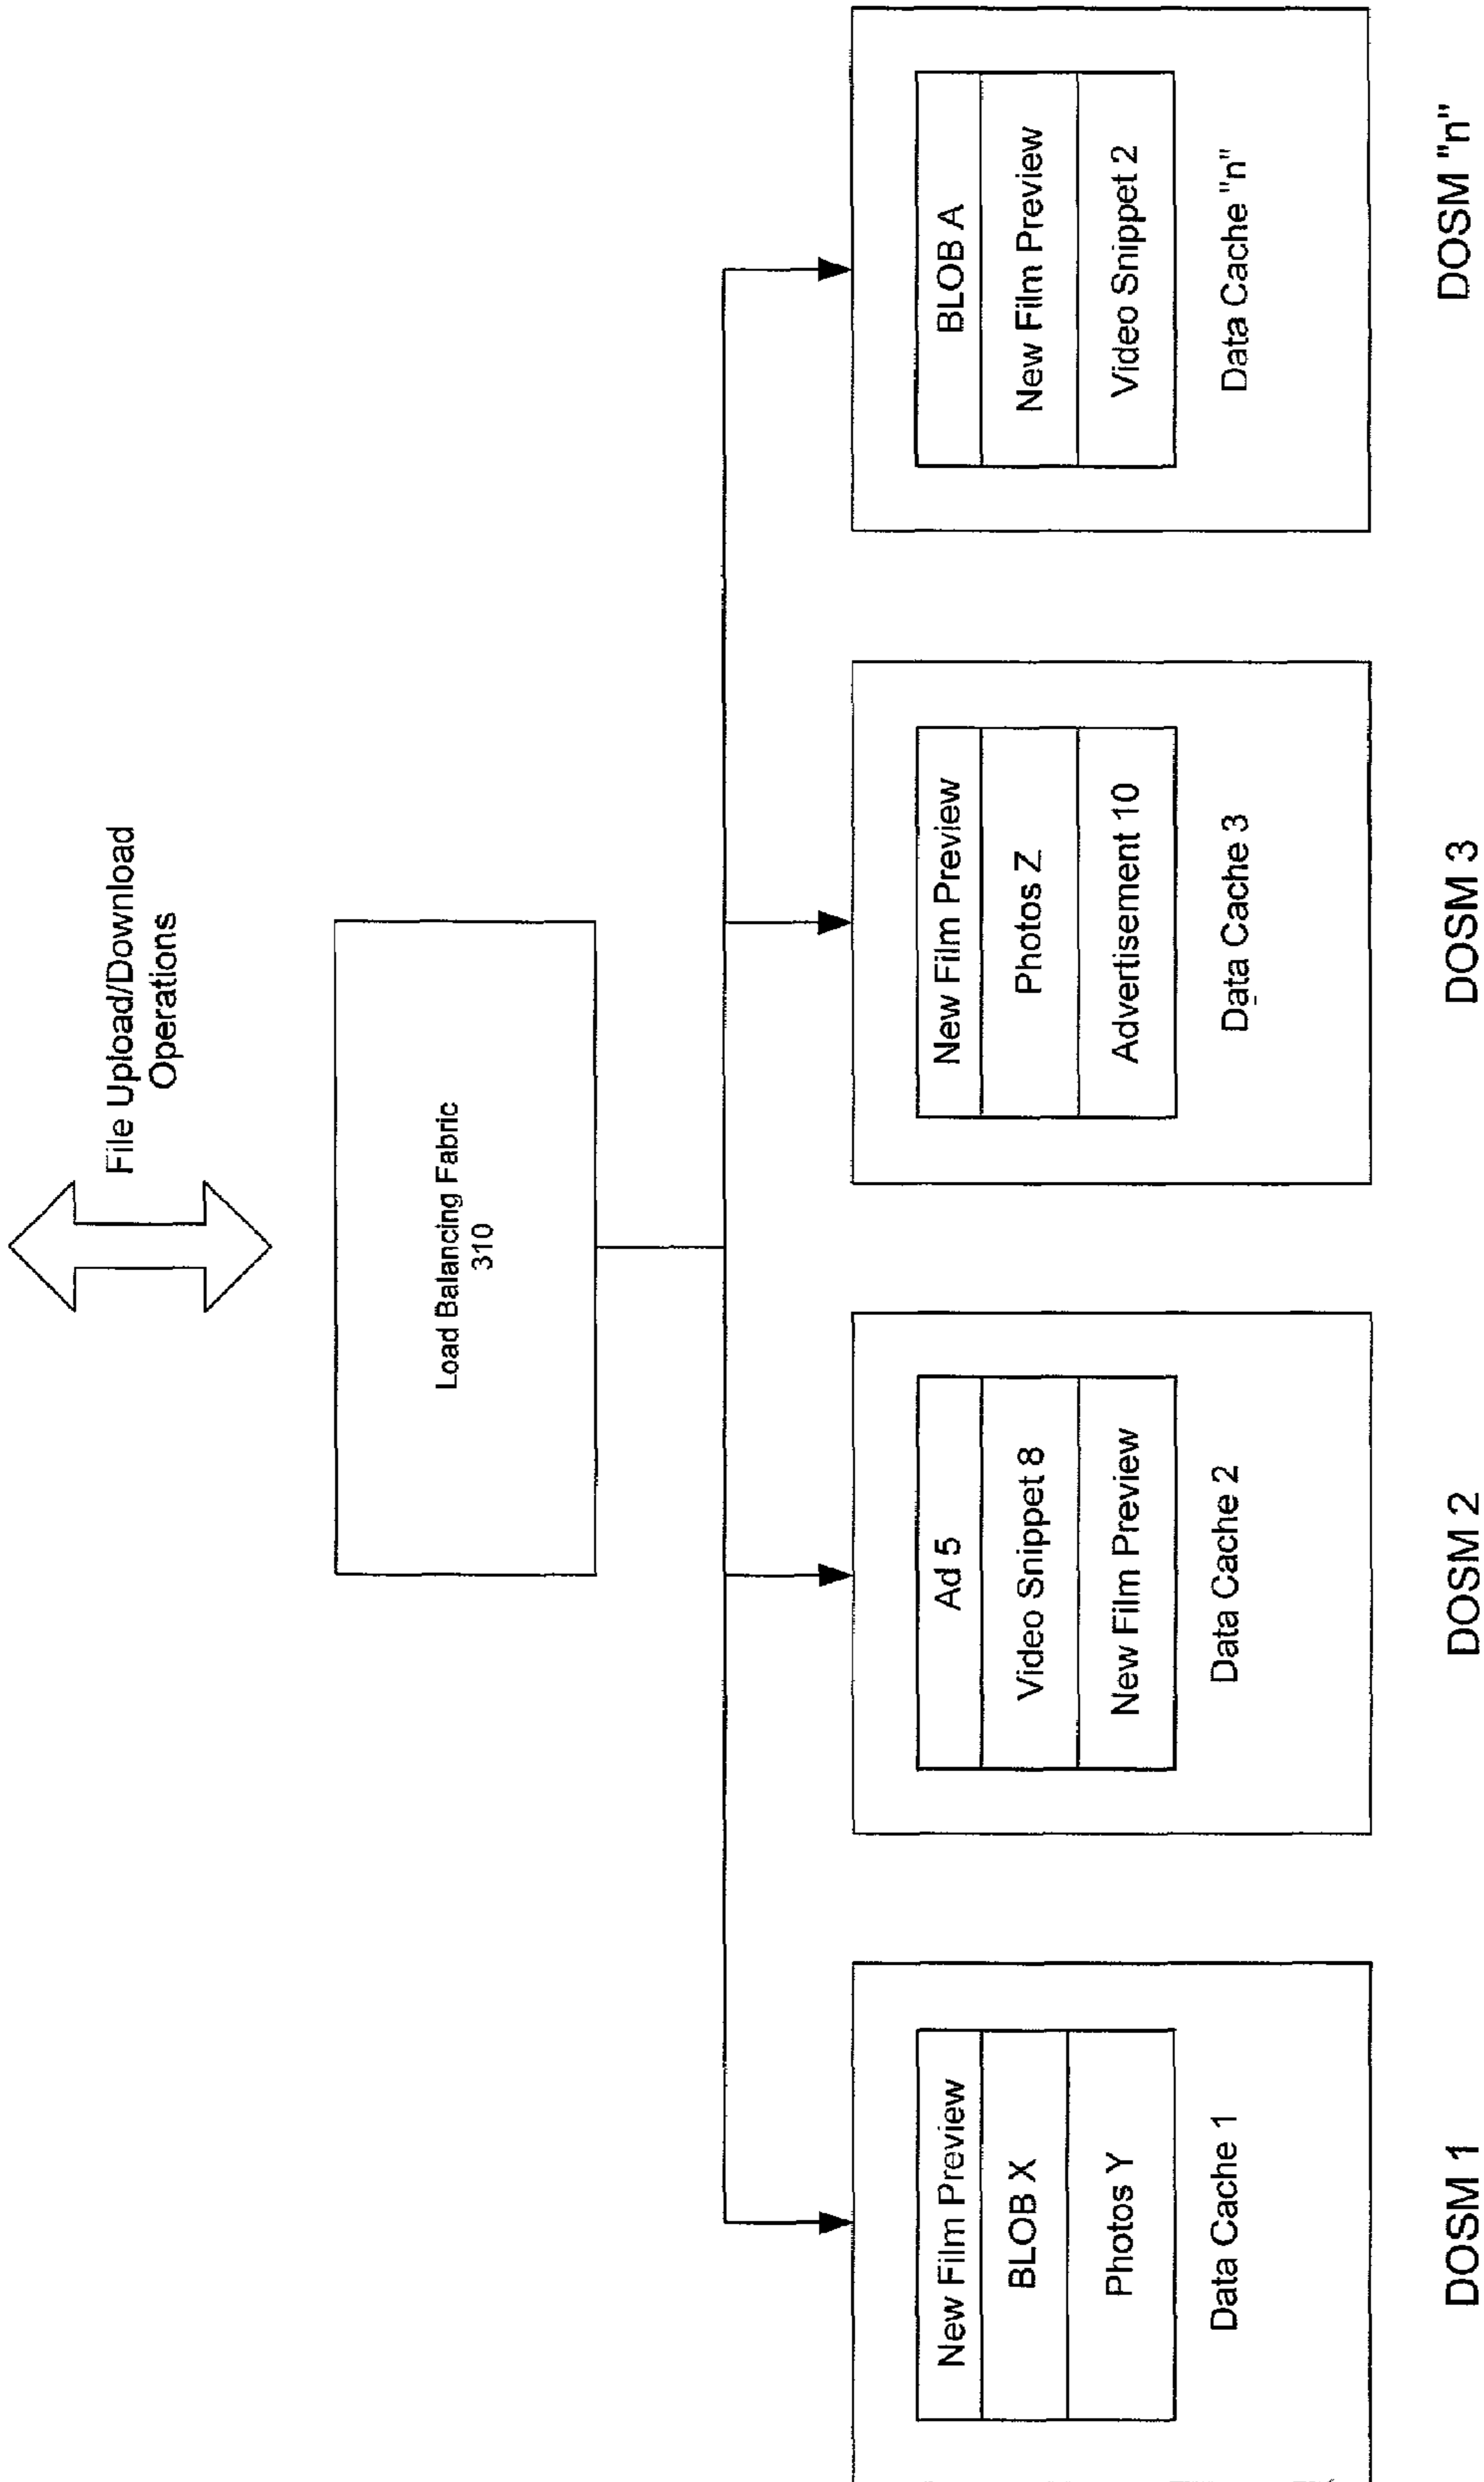 File Upload/Download
Operations
Load Balancing Fabric
310
New Film Preview
BLOB X
Photos Y
Data Cache 1
DOSM 1
Ad 5
Video Snippet 8
New Film Preview
Data Cache 2
DOSM 2
New Film Preview
Photos Z
Advertisement 10
Data Cache 3
DOSM 3
BLOB A
New Film Preview
Video Snippet 2
Data Cache "n"
DOSM "n"